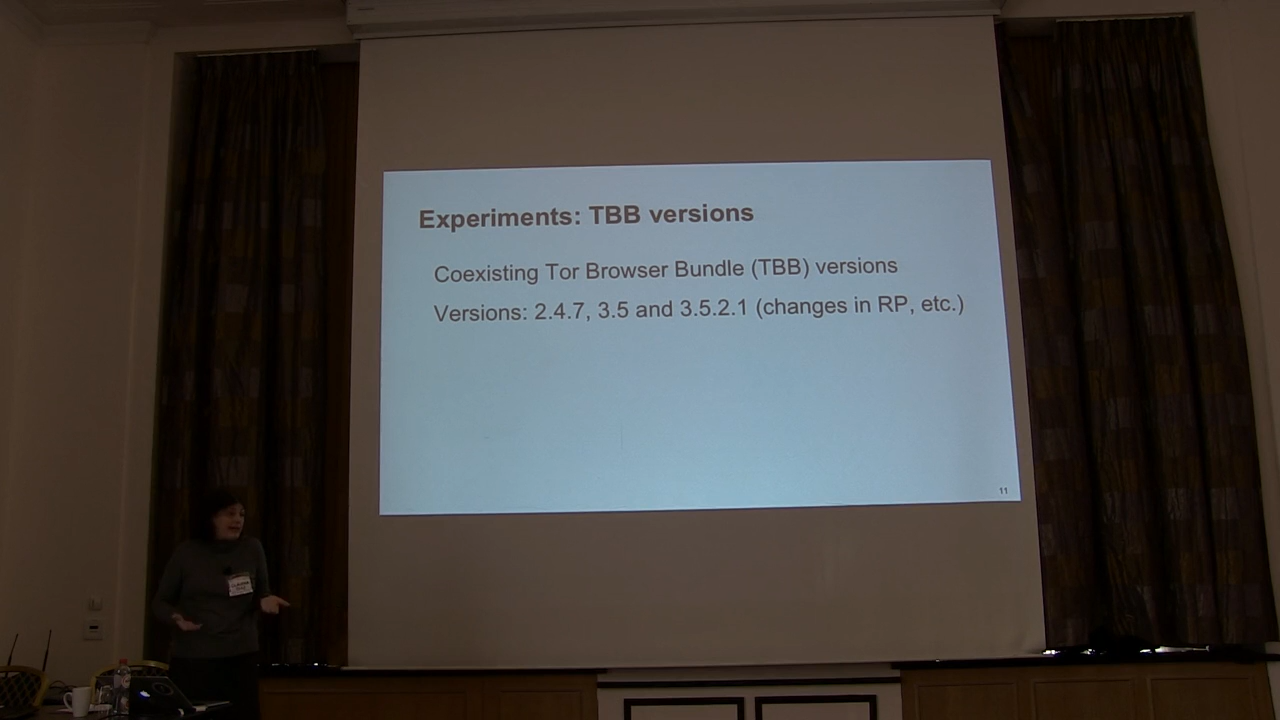 Experiments: TBB versions
Coexisting Tor Browser Bundle (TBB) versions
Versions: 2.4.7, 3.5 and 3.5.2.1 (changes in RP, etc.)
11